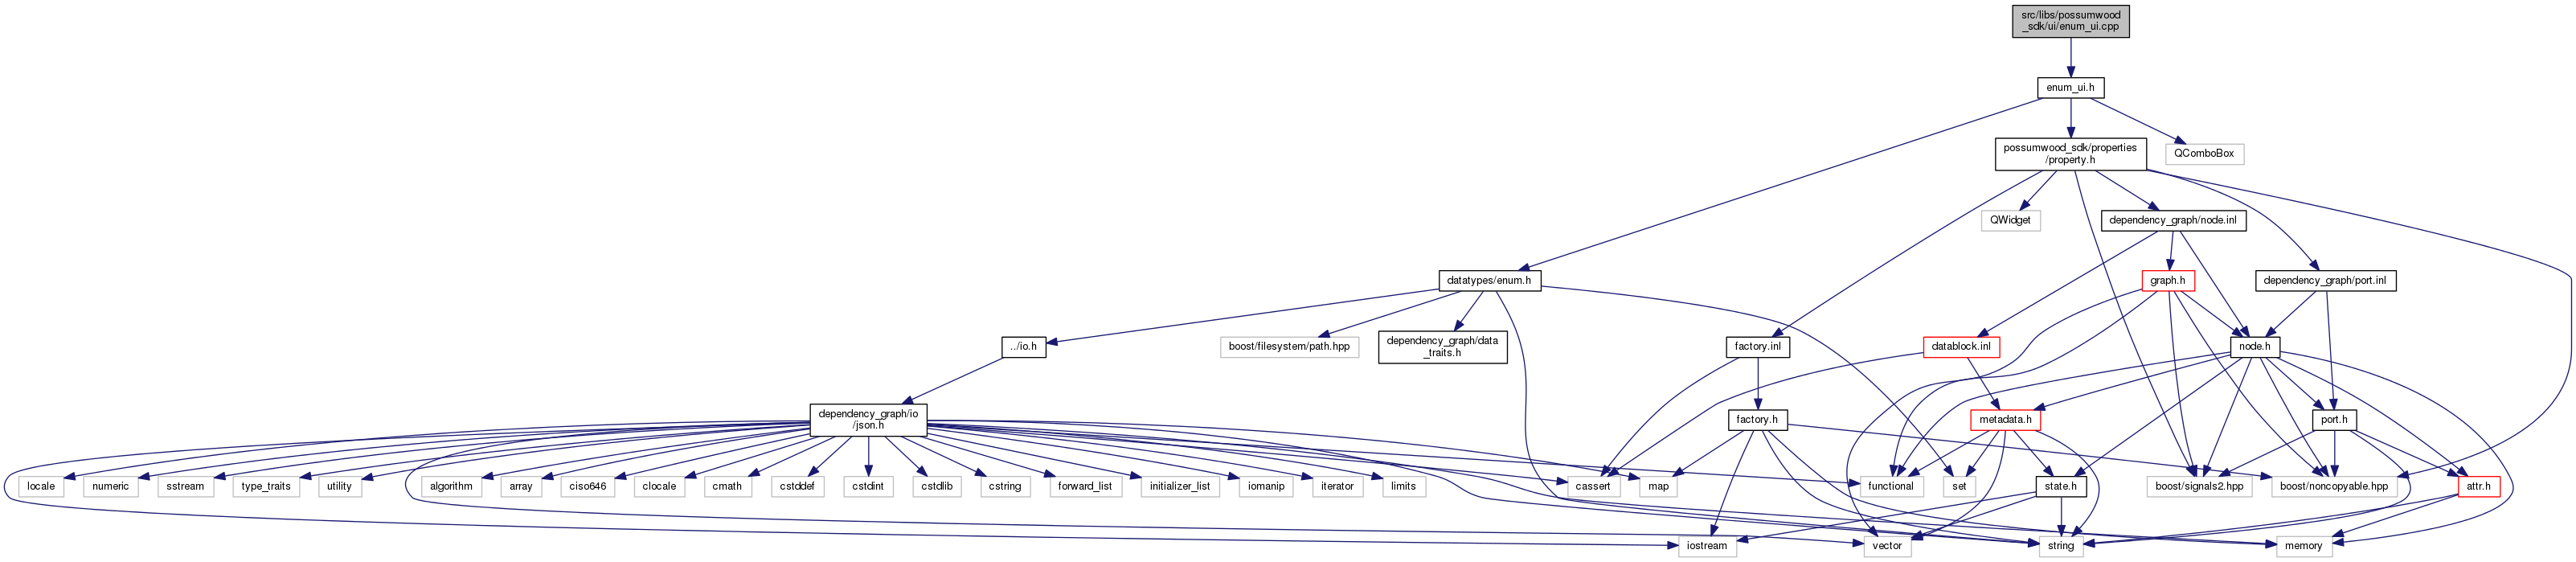 src/libs/possumwood
_sdk/ui/enum_ui.cpp
enum_ui.h
possumwood_sdk/properties
/property.h
QComboBox
QWidget
dependency_graph/node.inl
datatypes/enum.h
graph.h
dependency_graph/port.inl
../io.h
boost/filesystem/path.hpp
dependency_graph/data
_traits.h
factory.inl
datablock.inl
node.h
dependency_graph/io
/json.h
factory.h
metadata.h
port.h
locale
numeric
sstream
type_traits
utility
algorithm
array
ciso646
clocale
cmath
cstddef
cstdint
cstdlib
cstring
forward_list
initializer_list
iomanip
iterator
limits
cassert
map
functional
set
state.h
boost/signals2.hpp
boost/noncopyable.hpp
attr.h
iostream
vector
string
memory